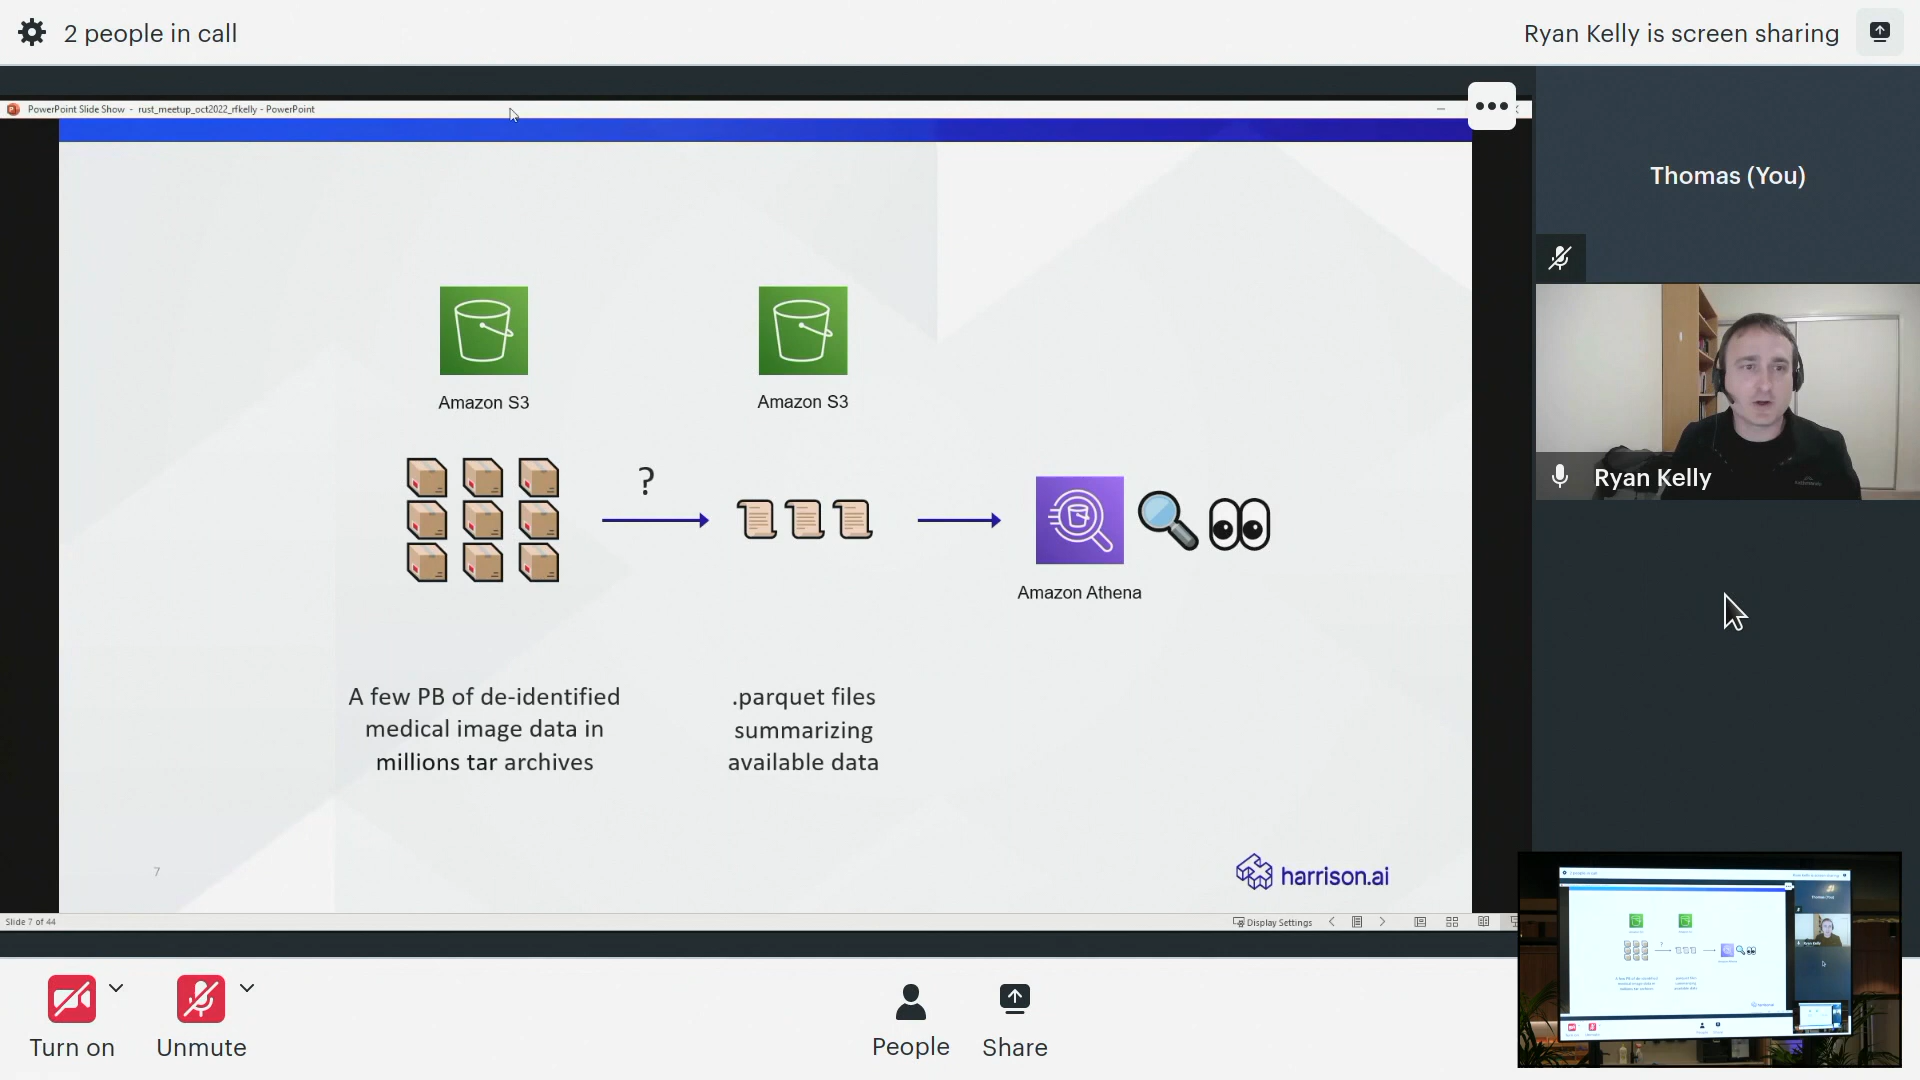 2 people in call
Ryan Kelly is screen sharing
PowerPoint Slide Show - rust_meetup_oct2022_rfkelly - PowerPoint
Thomas (You)
Amazon S3
Amazon S3
?
Ryan Kelly
Amazon Athena
A few PB of de-identified
medical image data in
millions tar archives
.parquet files
summarizing
available data
7
harrison.ai
Slide 7 of 44
Display Settings
Turn on
Unmute
People
Share